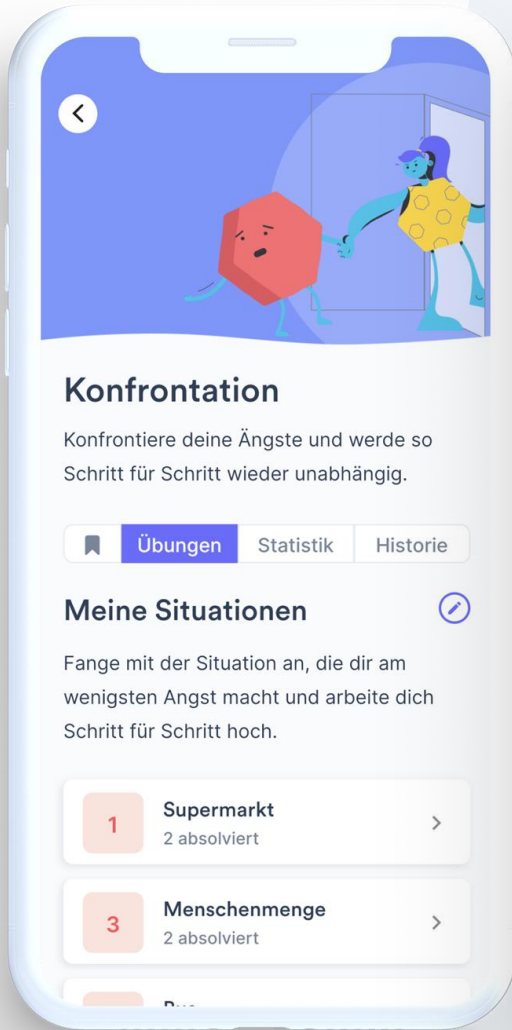 Konfrontation
Konfrontiere deine Ängste und werde so
Schritt für Schritt wieder unabhängig.
Übungen Statistik Historie
Meine Situationen
Fange mit der Situation an, die dir am
wenigsten Angst macht und arbeite dich
Schritt für Schritt hoch.
1
Supermarkt
2 absolviert
3
Menschenmenge
2 absolviert